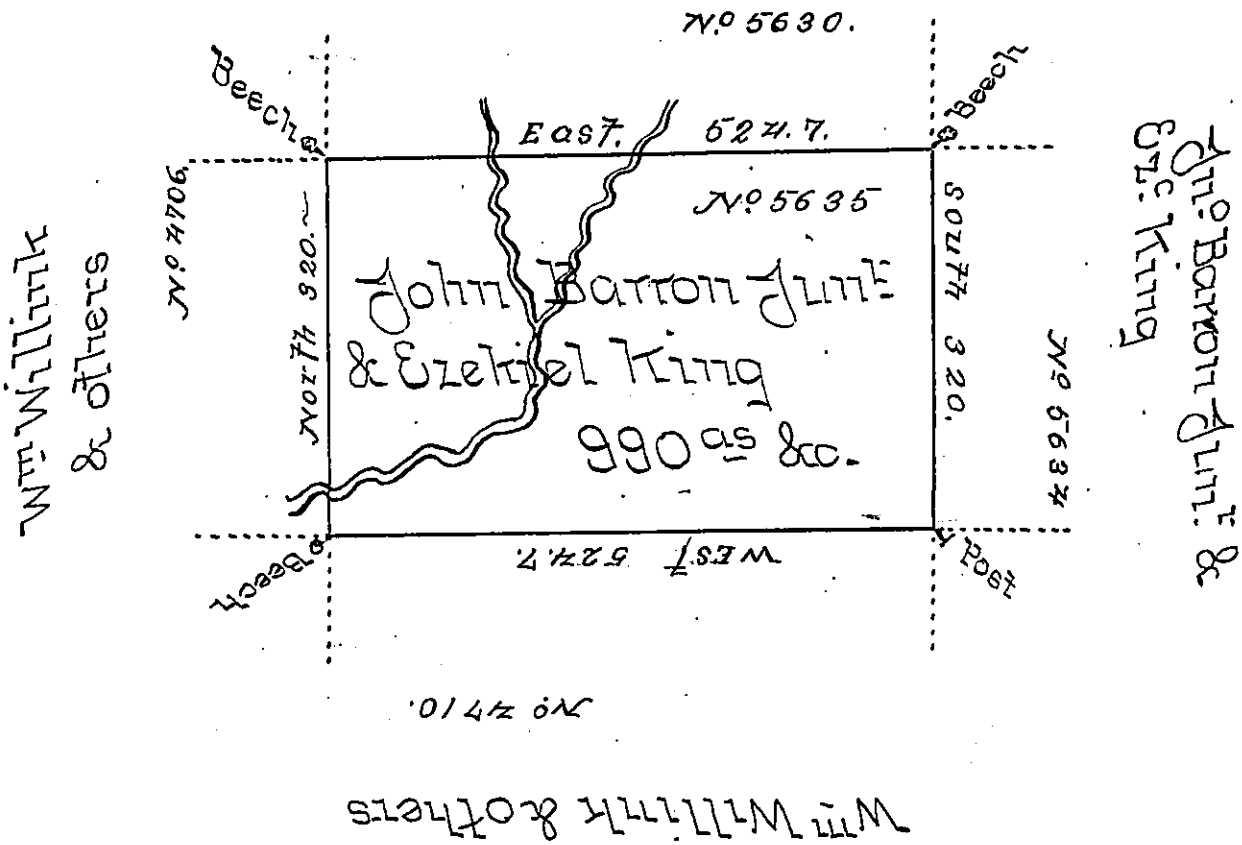 No 5630.
Beech
Beech
East. 524.7.
No 5635
North 320.~
South 320.
No 4706.
Wm Willink
& others
John Barron Junr
& Ezekiel King
990 as &c.
Jno. Barron Junr. &
Ez: King
No 5634
Beech
West 524.7.
Post
No 4710.
Wm Willink & others